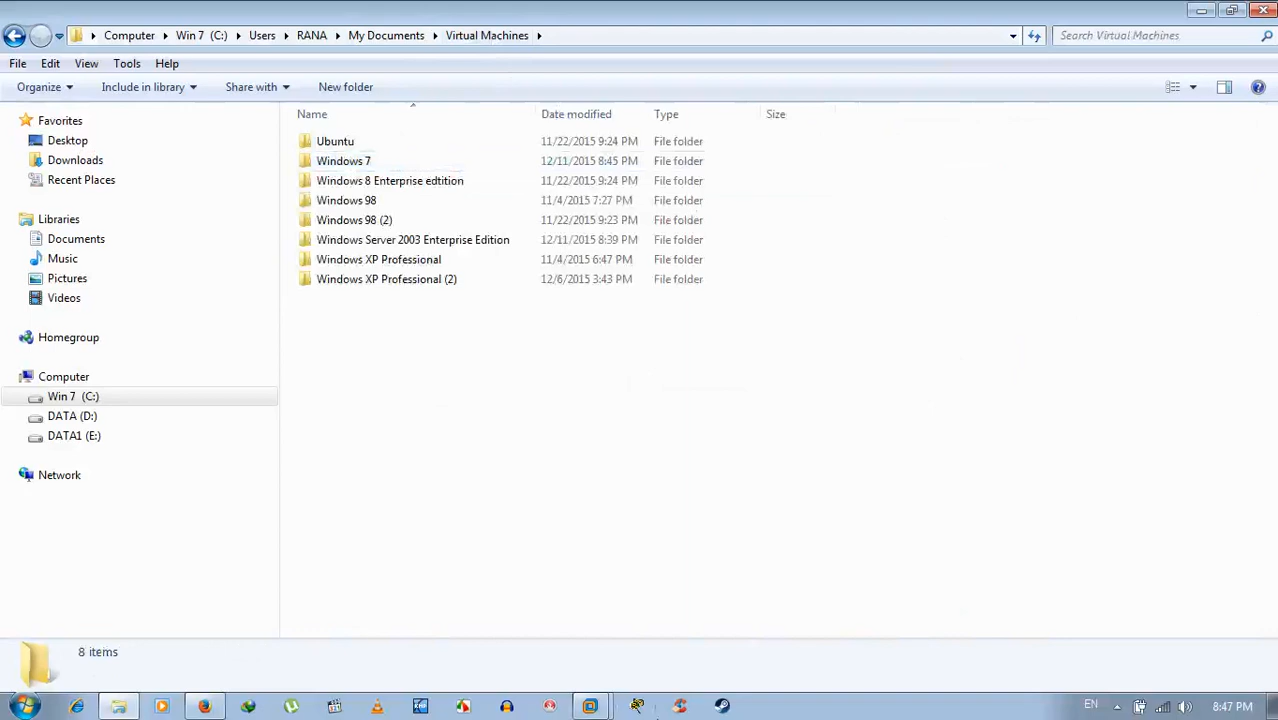 Computer Win 7 (C:) Users RANA My Documents Virtual Machines Search Virtual Machines
File Edit View Tools Help
Organize Include in library Share with New folder
Name Date modified Type Size
Favorites
Desktop
Downloads
Recent Places
Libraries
Documents
Music
Pictures
Videos
Homegroup
Computer
Win 7 (C:)
DATA (D:)
DATA1 (E:)
Network
Ubuntu 11/22/2015 9:24 PM File folder
Windows 7 12/11/2015 8:45 PM File folder
Windows 8 Enterprise edtition 11/22/2015 9:24 PM File folder
Windows 98 11/4/2015 7:27 PM File folder
Windows 98 (2) 11/22/2015 9:23 PM File folder
Windows Server 2003 Enterprise Edition 12/11/2015 8:39 PM File folder
Windows XP Professional 11/4/2015 6:47 PM File folder
Windows XP Professional (2) 12/6/2015 3:43 PM File folder
8 items
EN 8:47 PM